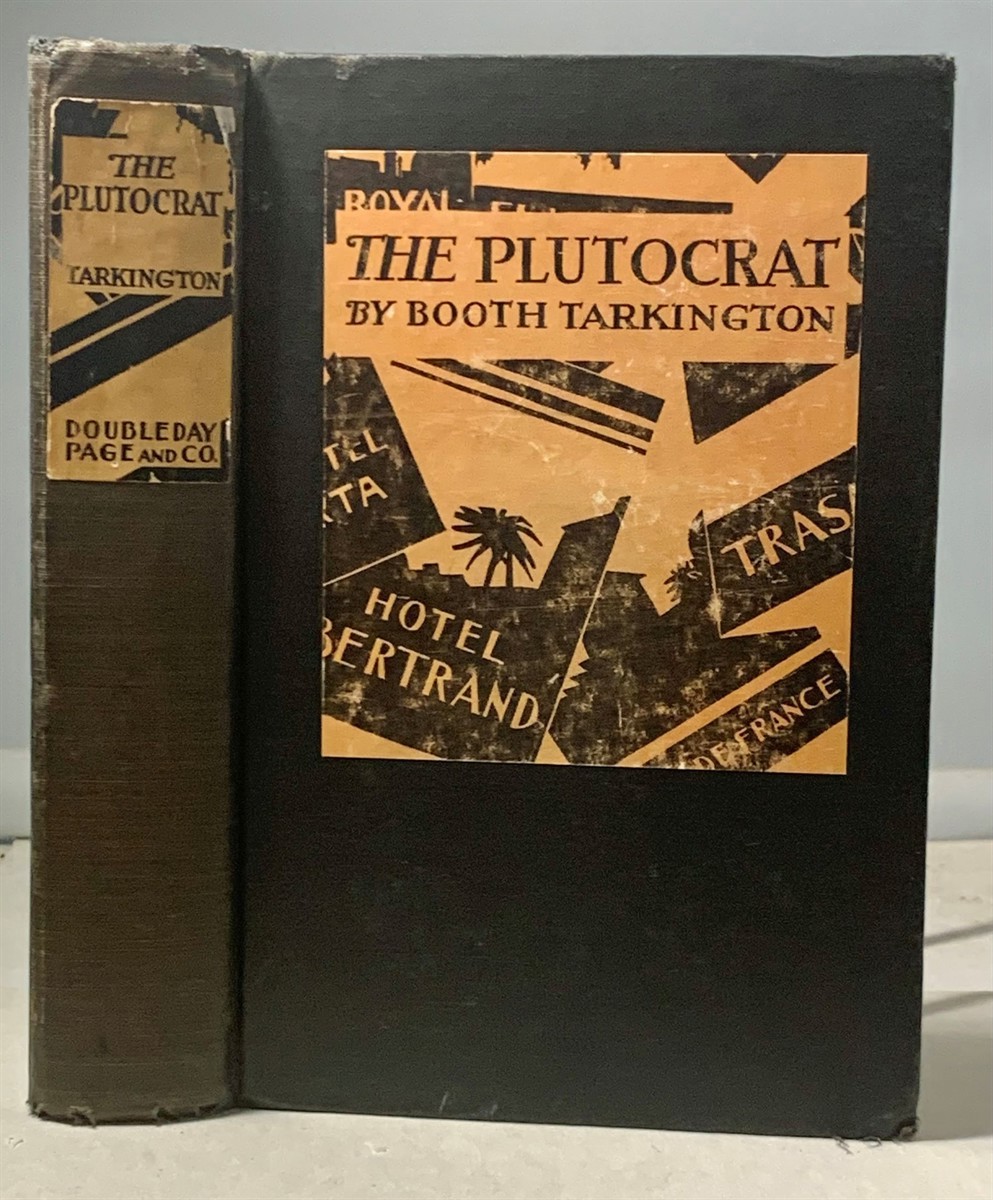 THE
PLUTOCRAT
TARKINGTON
DOUBLEDAY
PAGE AND CO.
ROYAL
THE PLUTOCRAT
BY BOOTH TARKINGTON
TEL
TA
HOTEL
BERTRAND
TRAS
DE FRANCE